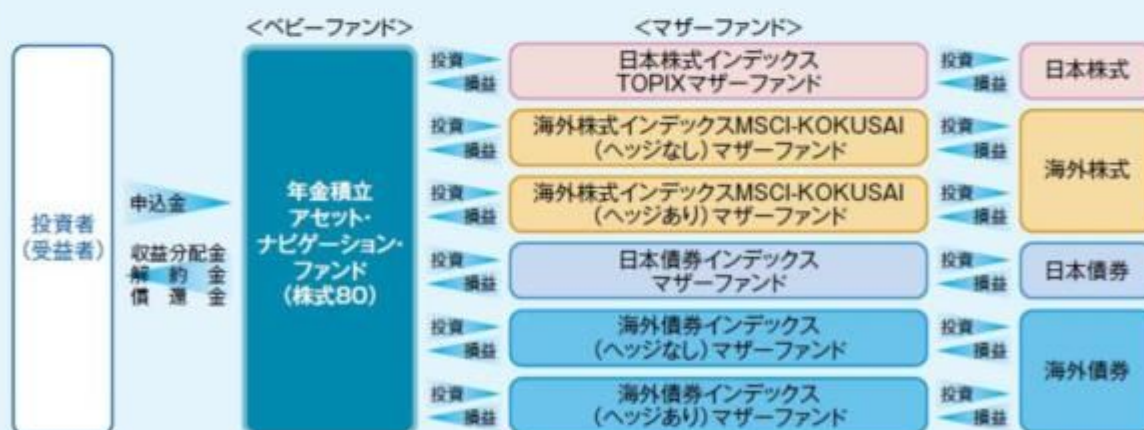 <ベビーファンド>
<マザーファンド>
投資者
(受益者)
申込金
収益分配金
解約金
償還金
年金積立
アセット・
ナビゲーション・
ファンド
(株式80)
投資
損益
日本株式インデックス
TOPIXマザーファンド
投資
損益
日本株式
投資
損益
海外株式インデックスMSCI-KOKUSAI
(ヘッジなし)マザーファンド
投資
損益
投資
損益
海外株式インデックスMSCI-KOKUSAI
(ヘッジあり)マザーファンド
投資
損益
海外株式
投資
損益
日本債券インデックス
マザーファンド
投資
損益
日本債券
投資
損益
海外債券インデックス
(ヘッジなし)マザーファンド
投資
損益
投資
損益
海外債券インデックス
(ヘッジあり)マザーファンド
投資
損益
海外債券